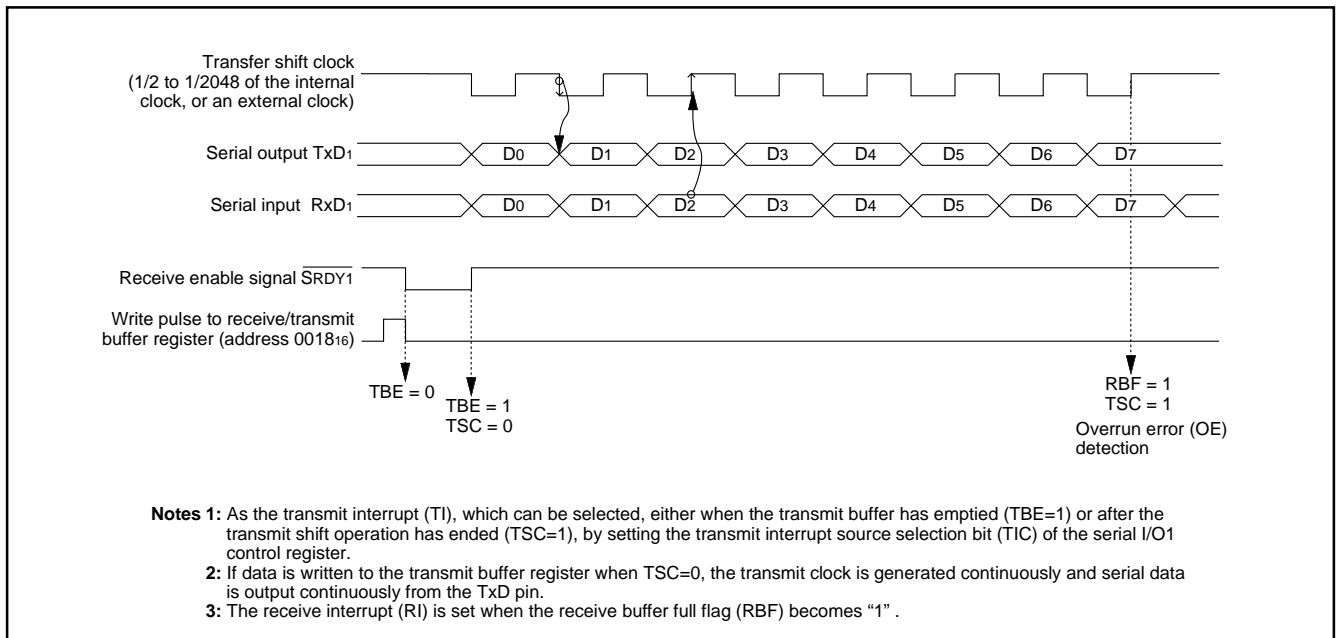 Transfer shift clock
(1/2 to 1/2048 of the internal
clock, or an external clock)
Serial output TxD1 D0 D1 D2 D3 D4 D5 D6 D7
Serial input RxD1 D0 D1 D2 D3 D4 D5 D6 D7
Receive enable signal SRDY1
Write pulse to receive/transmit
buffer register (address 001816)
TBE = 0
TBE = 1
TSC = 0
RBF = 1
TSC = 1
Overrun error (OE)
detection
Notes 1: As the transmit interrupt (TI), which can be selected, either when the transmit buffer has emptied (TBE=1) or after the
transmit shift operation has ended (TSC=1), by setting the transmit interrupt source selection bit (TIC) of the serial I/O1
control register.
2: If data is written to the transmit buffer register when TSC=0, the transmit clock is generated continuously and serial data
is output continuously from the TxD pin.
3: The receive interrupt (RI) is set when the receive buffer full flag (RBF) becomes “1” .